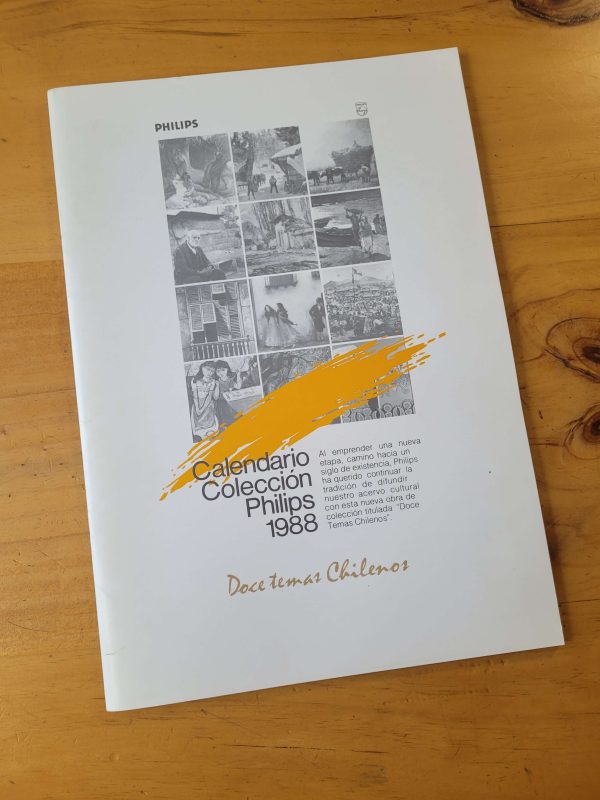 PHILIPS
Calendario
Colección
Philips
1988
Al emprender una nueva
etapa, camino hacia un
siglo de existencia, Philips
ha querido continuar la
tradición de difundir
nuestro acervo cultural
con esta nueva obra de
colección titulada "Doce
Temas Chilenos".
Doce temas Chilenos